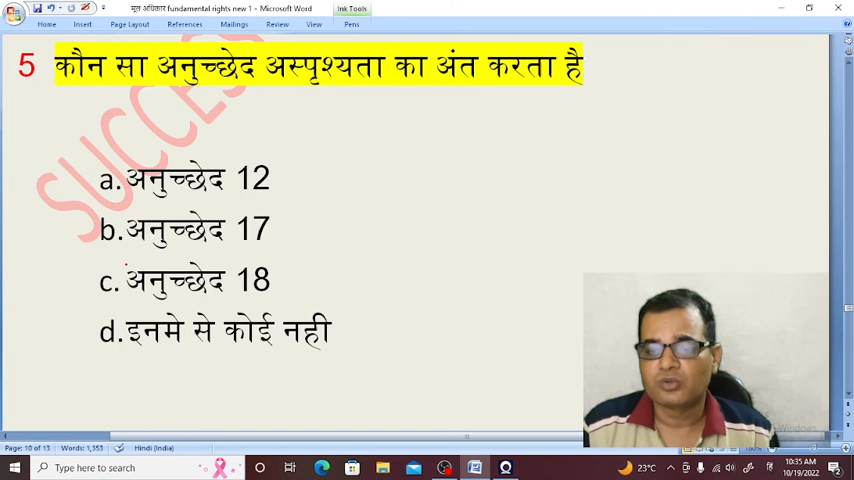 मूल अधिकार fundamental rights new 1 - Microsoft Word
Ink Tools
Home Insert Page Layout References Mailings Review View Pens
5 कौन सा अनुच्छेद अस्पृश्यता का अंत करता है
SUCCES
a.अनुच्छेद 12
b.अनुच्छेद 17
c. अनुच्छेद 18
d.इनमे से कोई नही
Windows
Page: 10 of 13 Words: 1,353 Hindi (India)
Type here to search
23°C
10:35 AM
10/19/2022